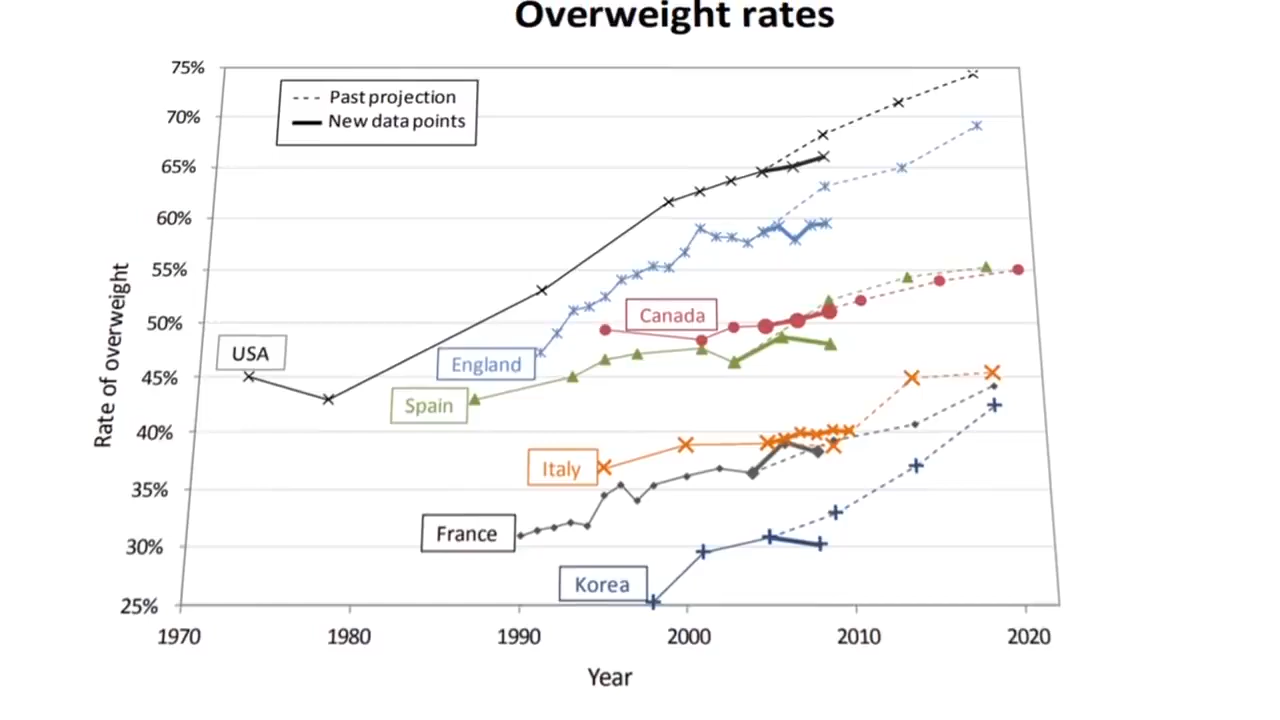 Overweight rates
75%
70%
65%
60%
55%
50%
45%
40%
35%
30%
25%
Rate of overweight
Past projection
New data points
USA
England
Canada
Spain
Italy
France
Korea
1970 1980 1990 2000 2010 2020
Year